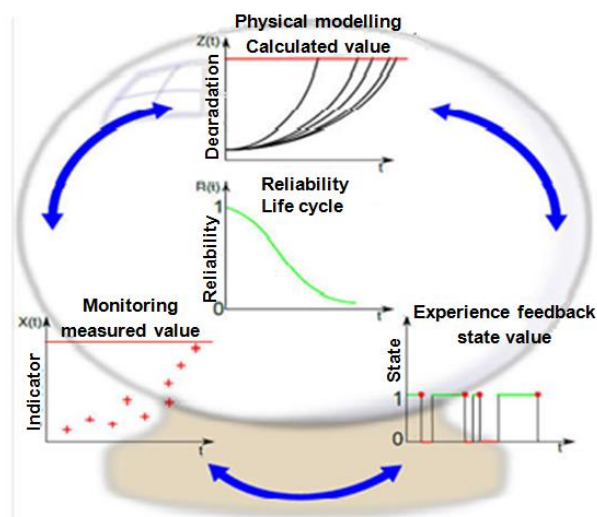 Physical modelling
Z(t)
Calculated value
Degradation
t
R(t)
Reliability
Life cycle
1
Reliability
0
t
Monitoring
measured value
X(t)
Indicator
t
Experience feedback
state value
State
1
0
t